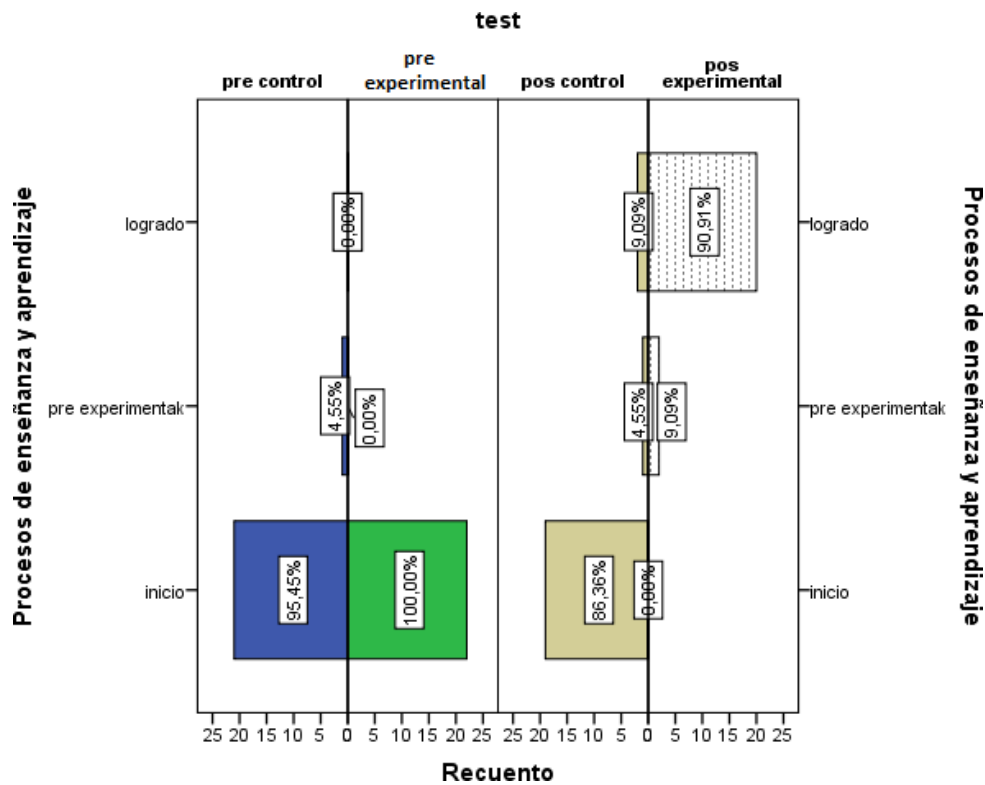 test
pre control
pre
experimental
pos control
pos
experimental
Procesos de enseñanza y aprendizaje
logrado
0,00%
9,09%
90,91%
logrado
pre experimentak
4,55%
0,00%
4,55%
9,09%
pre experimentak
inicio
95,45%
100,00%
86,36%
0,00%
inicio
Procesos de enseñanza y aprendizaje
25 20 15 10 5 0 5 10 15 20 25
25 20 15 10 5 0 5 10 15 20 25
Recuento